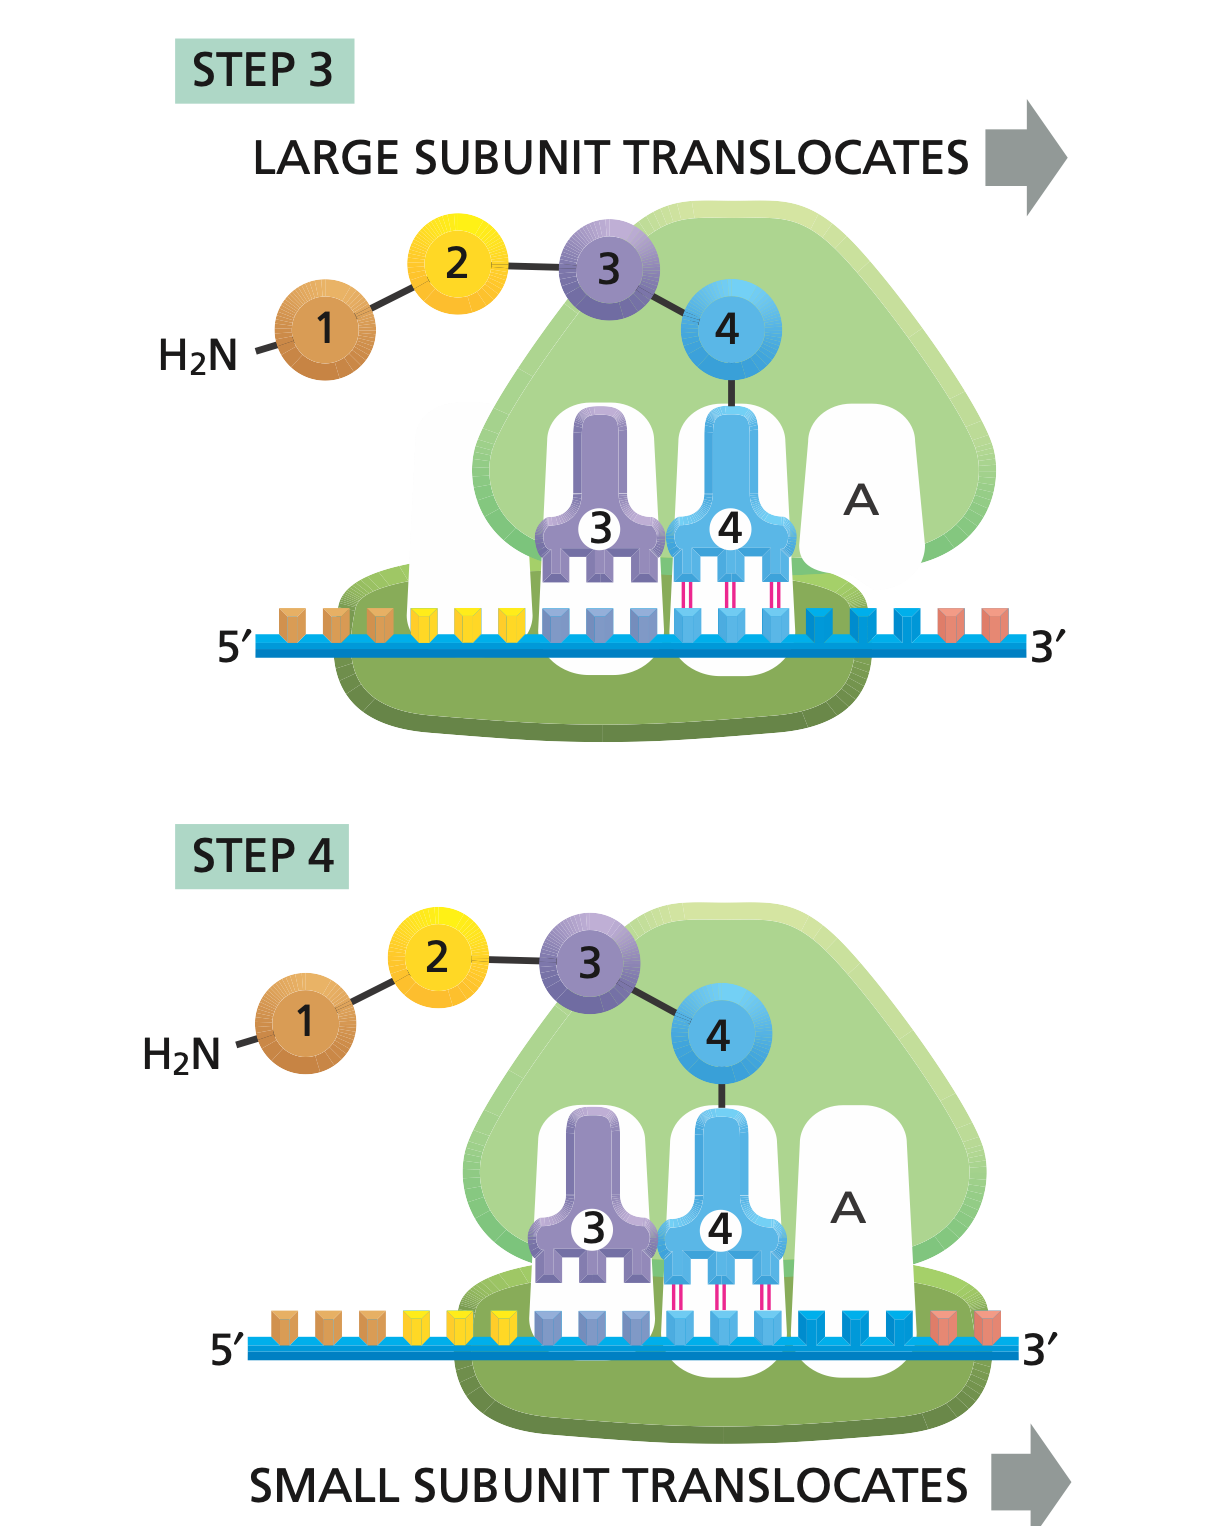 STEP 3
LARGE SUBUNIT TRANSLOCATES
1 2 3 4
H₂N
3 4 A
5′ 3′
STEP 4
1 2 3 4
H₂N
3 4 A
5′ 3′
SMALL SUBUNIT TRANSLOCATES